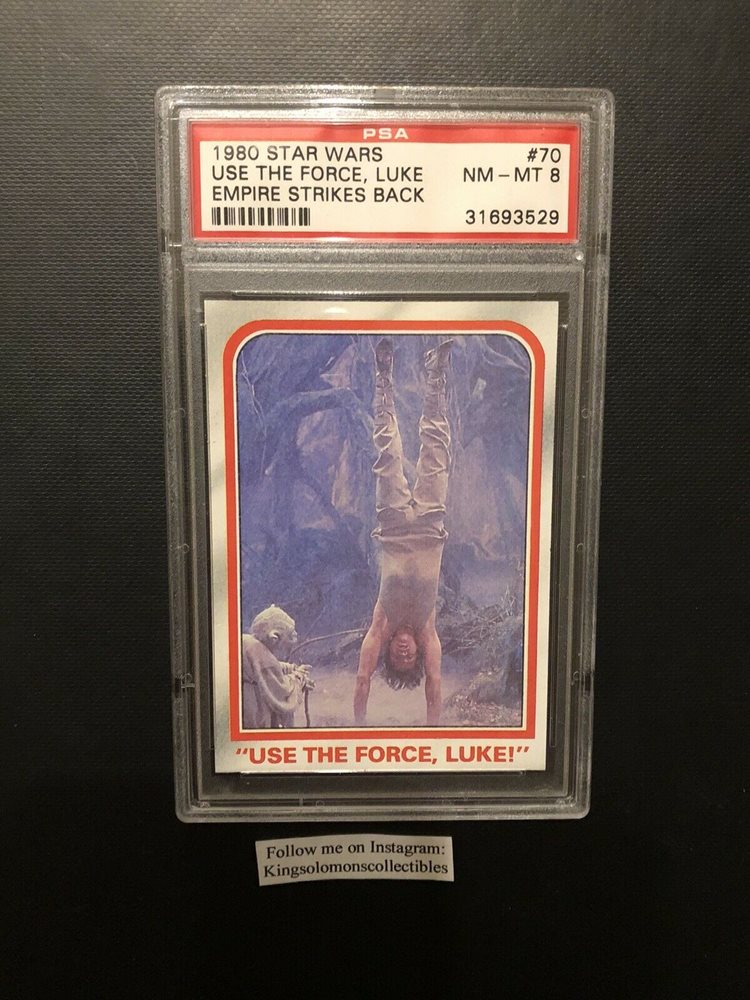 PSA
1980 STAR WARS #70
USE THE FORCE, LUKE NM-MT 8
EMPIRE STRIKES BACK
31693529
"USE THE FORCE, LUKE!"
Follow me on Instagram:
Kingsolomonscollectibles